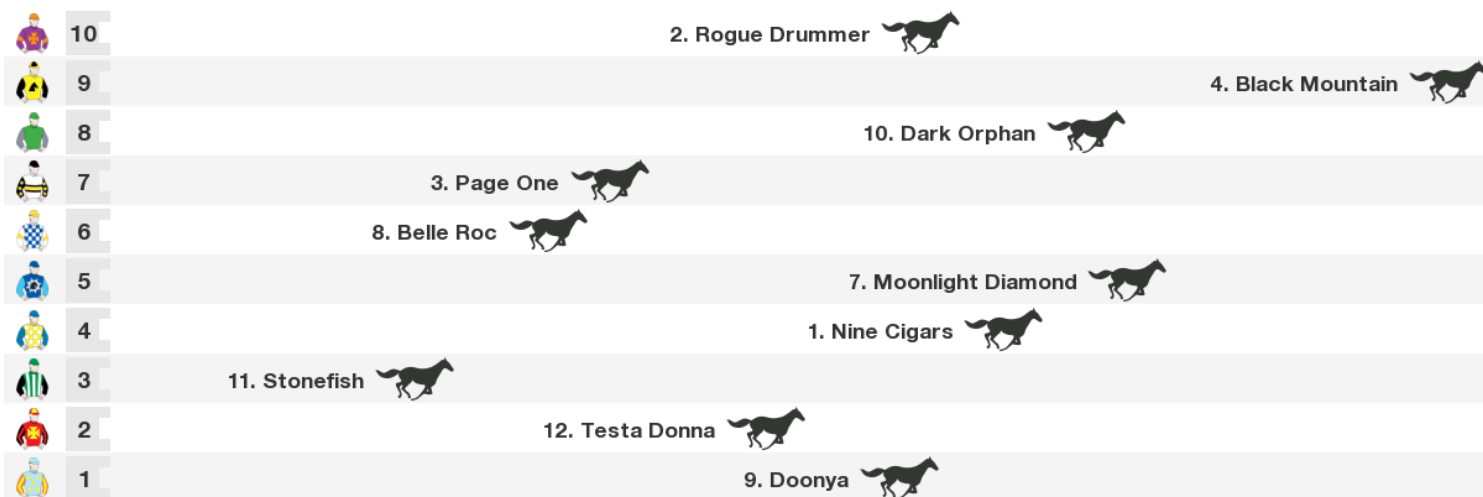 10 2. Rogue Drummer
9 4. Black Mountain
8 10. Dark Orphan
7 3. Page One
6 8. Belle Roc
5 7. Moonlight Diamond
4 1. Nine Cigars
3 11. Stonefish
2 12. Testa Donna
1 9. Doonya